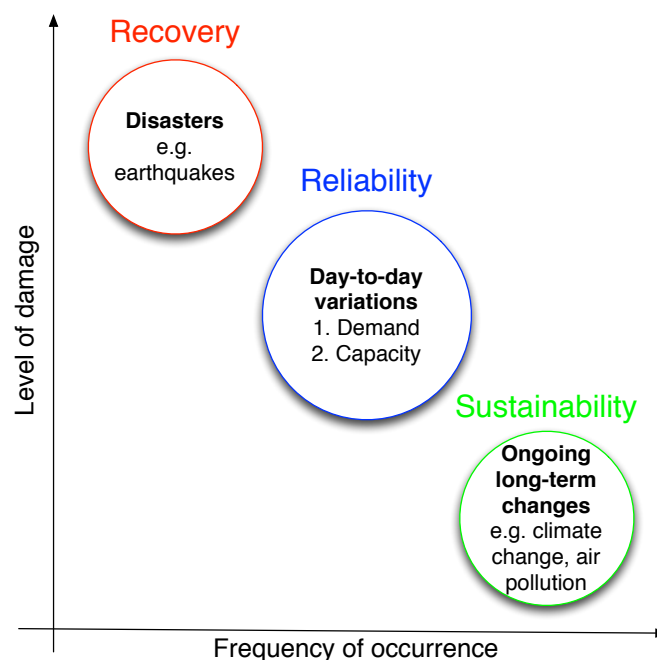 Recovery
Disasters
e.g.
earthquakes
Reliability
Day-to-day
variations
1. Demand
2. Capacity
Sustainability
Ongoing
long-term
changes
e.g. climate
change, air
pollution
Level of damage
Frequency of occurrence